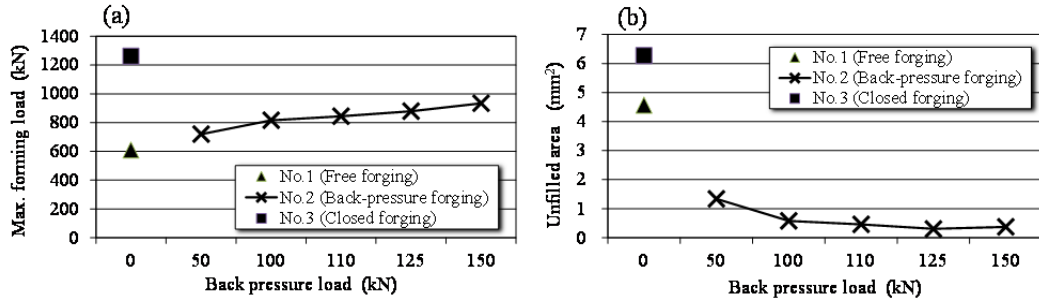 (a)
Max. forming load (kN)
1400
1200
1000
800
600
400
200
0
No.1 (Free forging)
No.2 (Back-pressure forging)
No.3 (Closed forging)
0 50 100 110 125 150
Back pressure load (kN)
(b)
Unfilled area (mm²)
7
6
5
4
3
2
1
0
No.1 (Free forging)
No.2 (Back-pressure forging)
No.3 (Closed forging)
0 50 100 110 125 150
Back pressure load (kN)